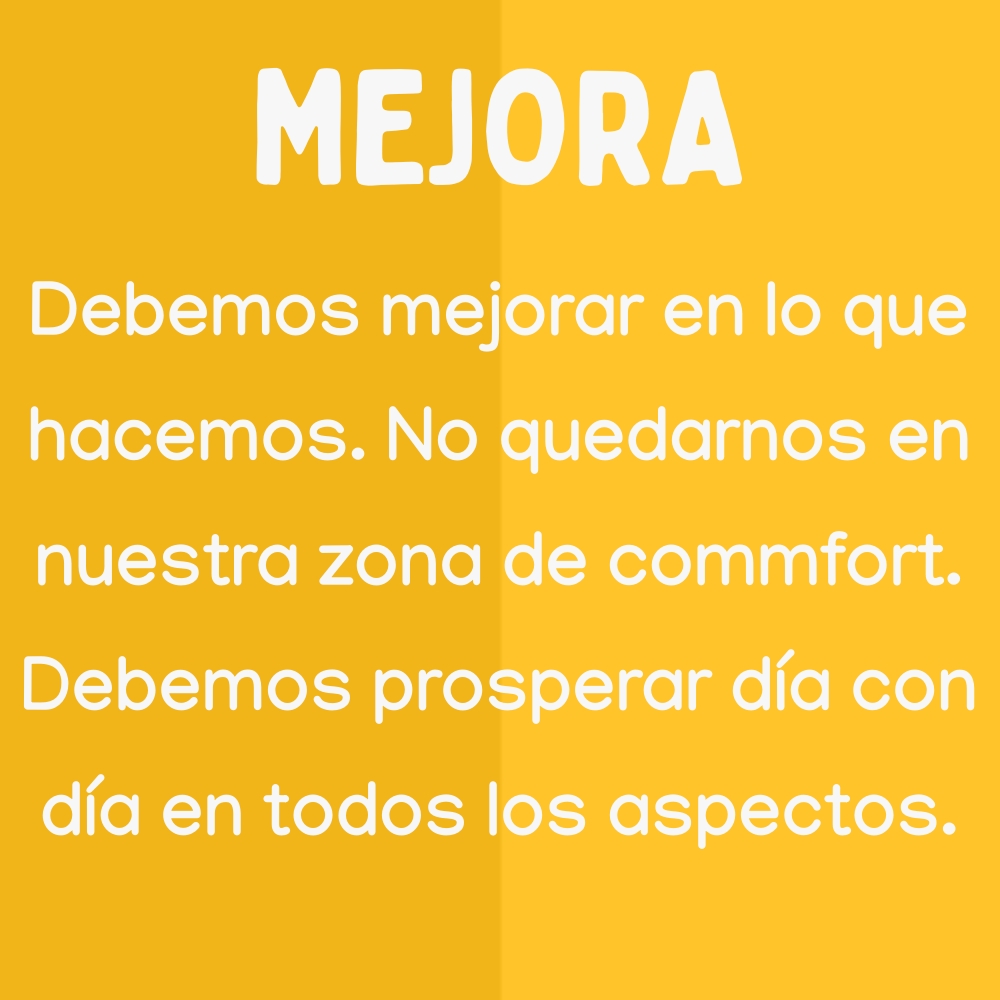 MEJORA
Debemos mejorar en lo que
hacemos. No quedarnos en
nuestra zona de commfort.
Debemos prosperar día con
día en todos los aspectos.